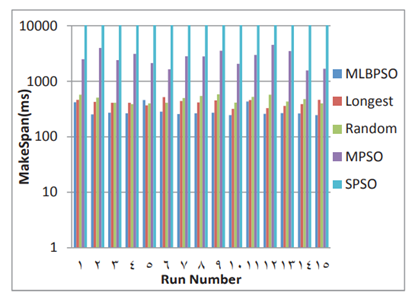 10000
1000
100
10
1
MakeSpan(ms)
١ ٢ ٣ ٤ ٥ ٦ ٧ ٨ ٩ ١٠ ١١ ١٢ ١٣ ١٤ ١٥
Run Number
MLBPSO
Longest
Random
MPSO
SPSO